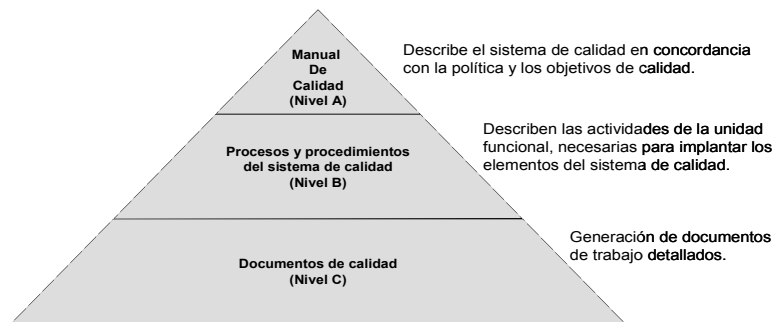 Manual
De
Calidad
(Nivel A)
Describe el sistema de calidad en concordancia
con la política y los objetivos de calidad.
Procesos y procedimientos
del sistema de calidad
(Nivel B)
Describen las actividades de la unidad
funcional, necesarias para implantar los
elementos del sistema de calidad.
Documentos de calidad
(Nivel C)
Generación de documentos
de trabajo detallados.